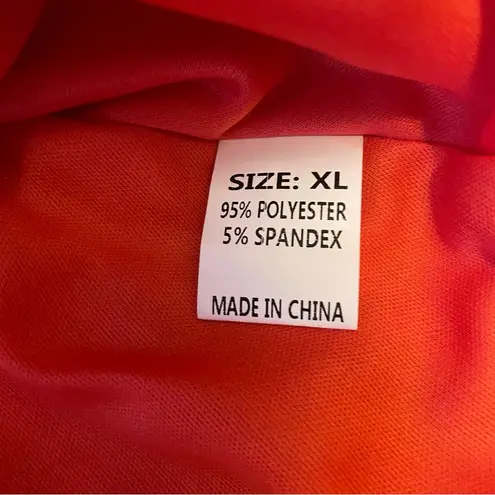 SIZE: XL
95% POLYESTER
5% SPANDEX
MADE IN CHINA